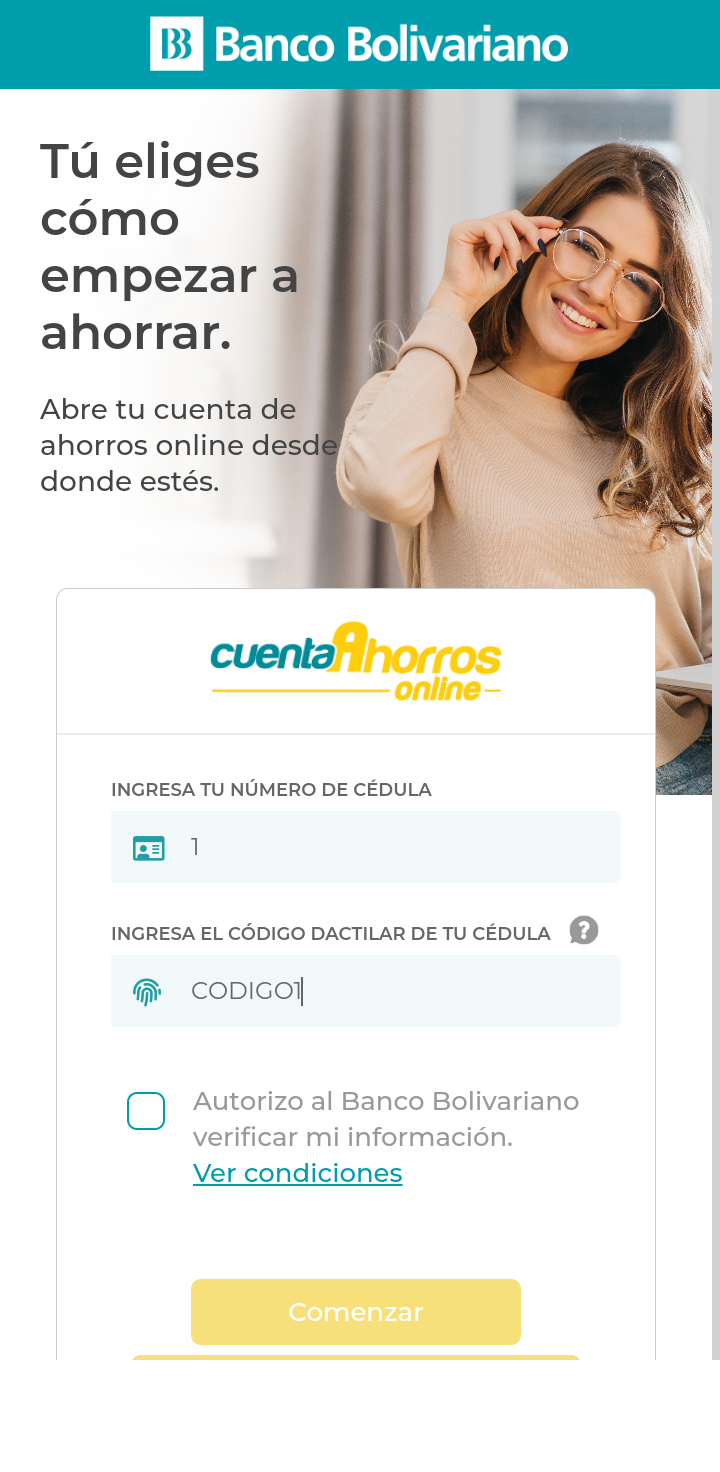 Banco Bolivariano
Tú eliges
cómo
empezar a
ahorrar.
Abre tu cuenta de
ahorros online desde
donde estés.
cuentaAhorros
online
INGRESA TU NÚMERO DE CÉDULA
1
INGRESA EL CÓDIGO DACTILAR DE TU CÉDULA ?
CODIGO1
Autorizo al Banco Bolivariano
verificar mi información.
Ver condiciones
Comenzar